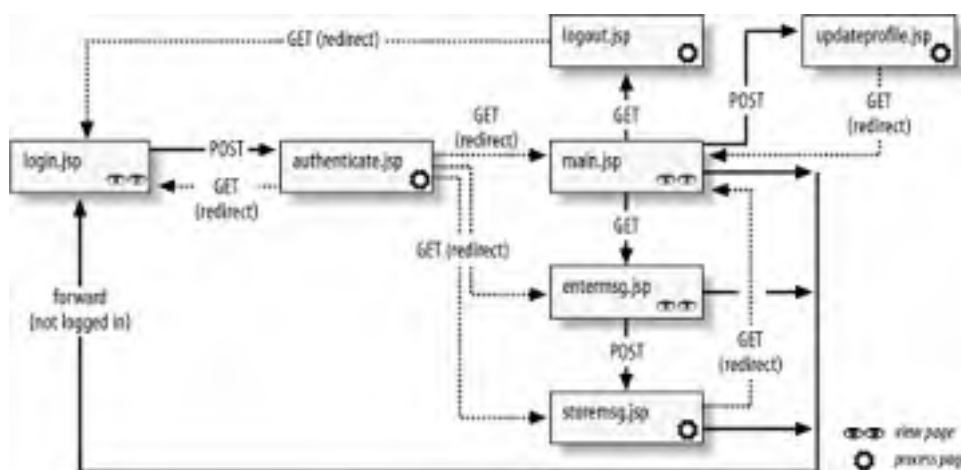 GET (redirect)
logout.jsp
updateprofile.jsp
POST
GET
(redirect)
GET
GET
(redirect)
login.jsp
POST
authenticate.jsp
main.jsp
GET
(redirect)
GET
GET (redirect)
entermsg.jsp
forward
(not logged in)
POST
GET
(redirect)
storemsg.jsp
view page
process page